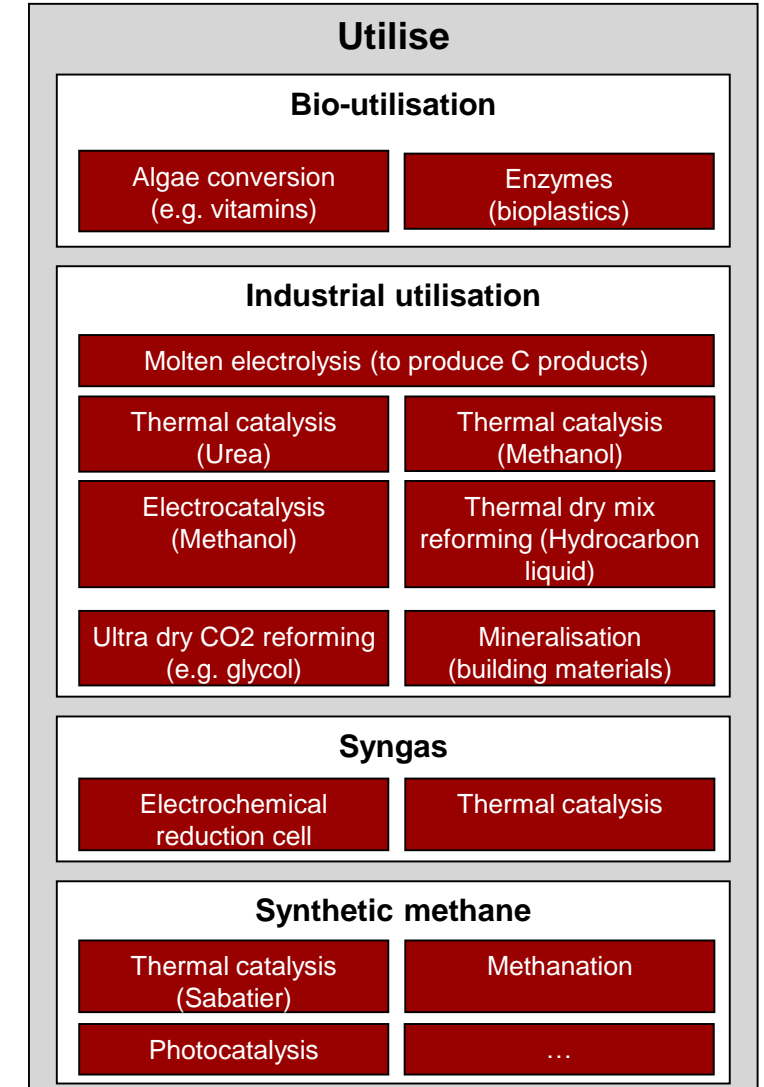 Utilise
Bio-utilisation
Algae conversion
(e.g. vitamins)
Enzymes
(bioplastics)
Industrial utilisation
Molten electrolysis (to produce C products)
Thermal catalysis
(Urea)
Thermal catalysis
(Methanol)
Electrocatalysis
(Methanol)
Thermal dry mix
reforming (Hydrocarbon
liquid)
Ultra dry CO2 reforming
(e.g. glycol)
Mineralisation
(building materials)
Syngas
Electrochemical
reduction cell
Thermal catalysis
Synthetic methane
Thermal catalysis
(Sabatier)
Methanation
Photocatalysis
…